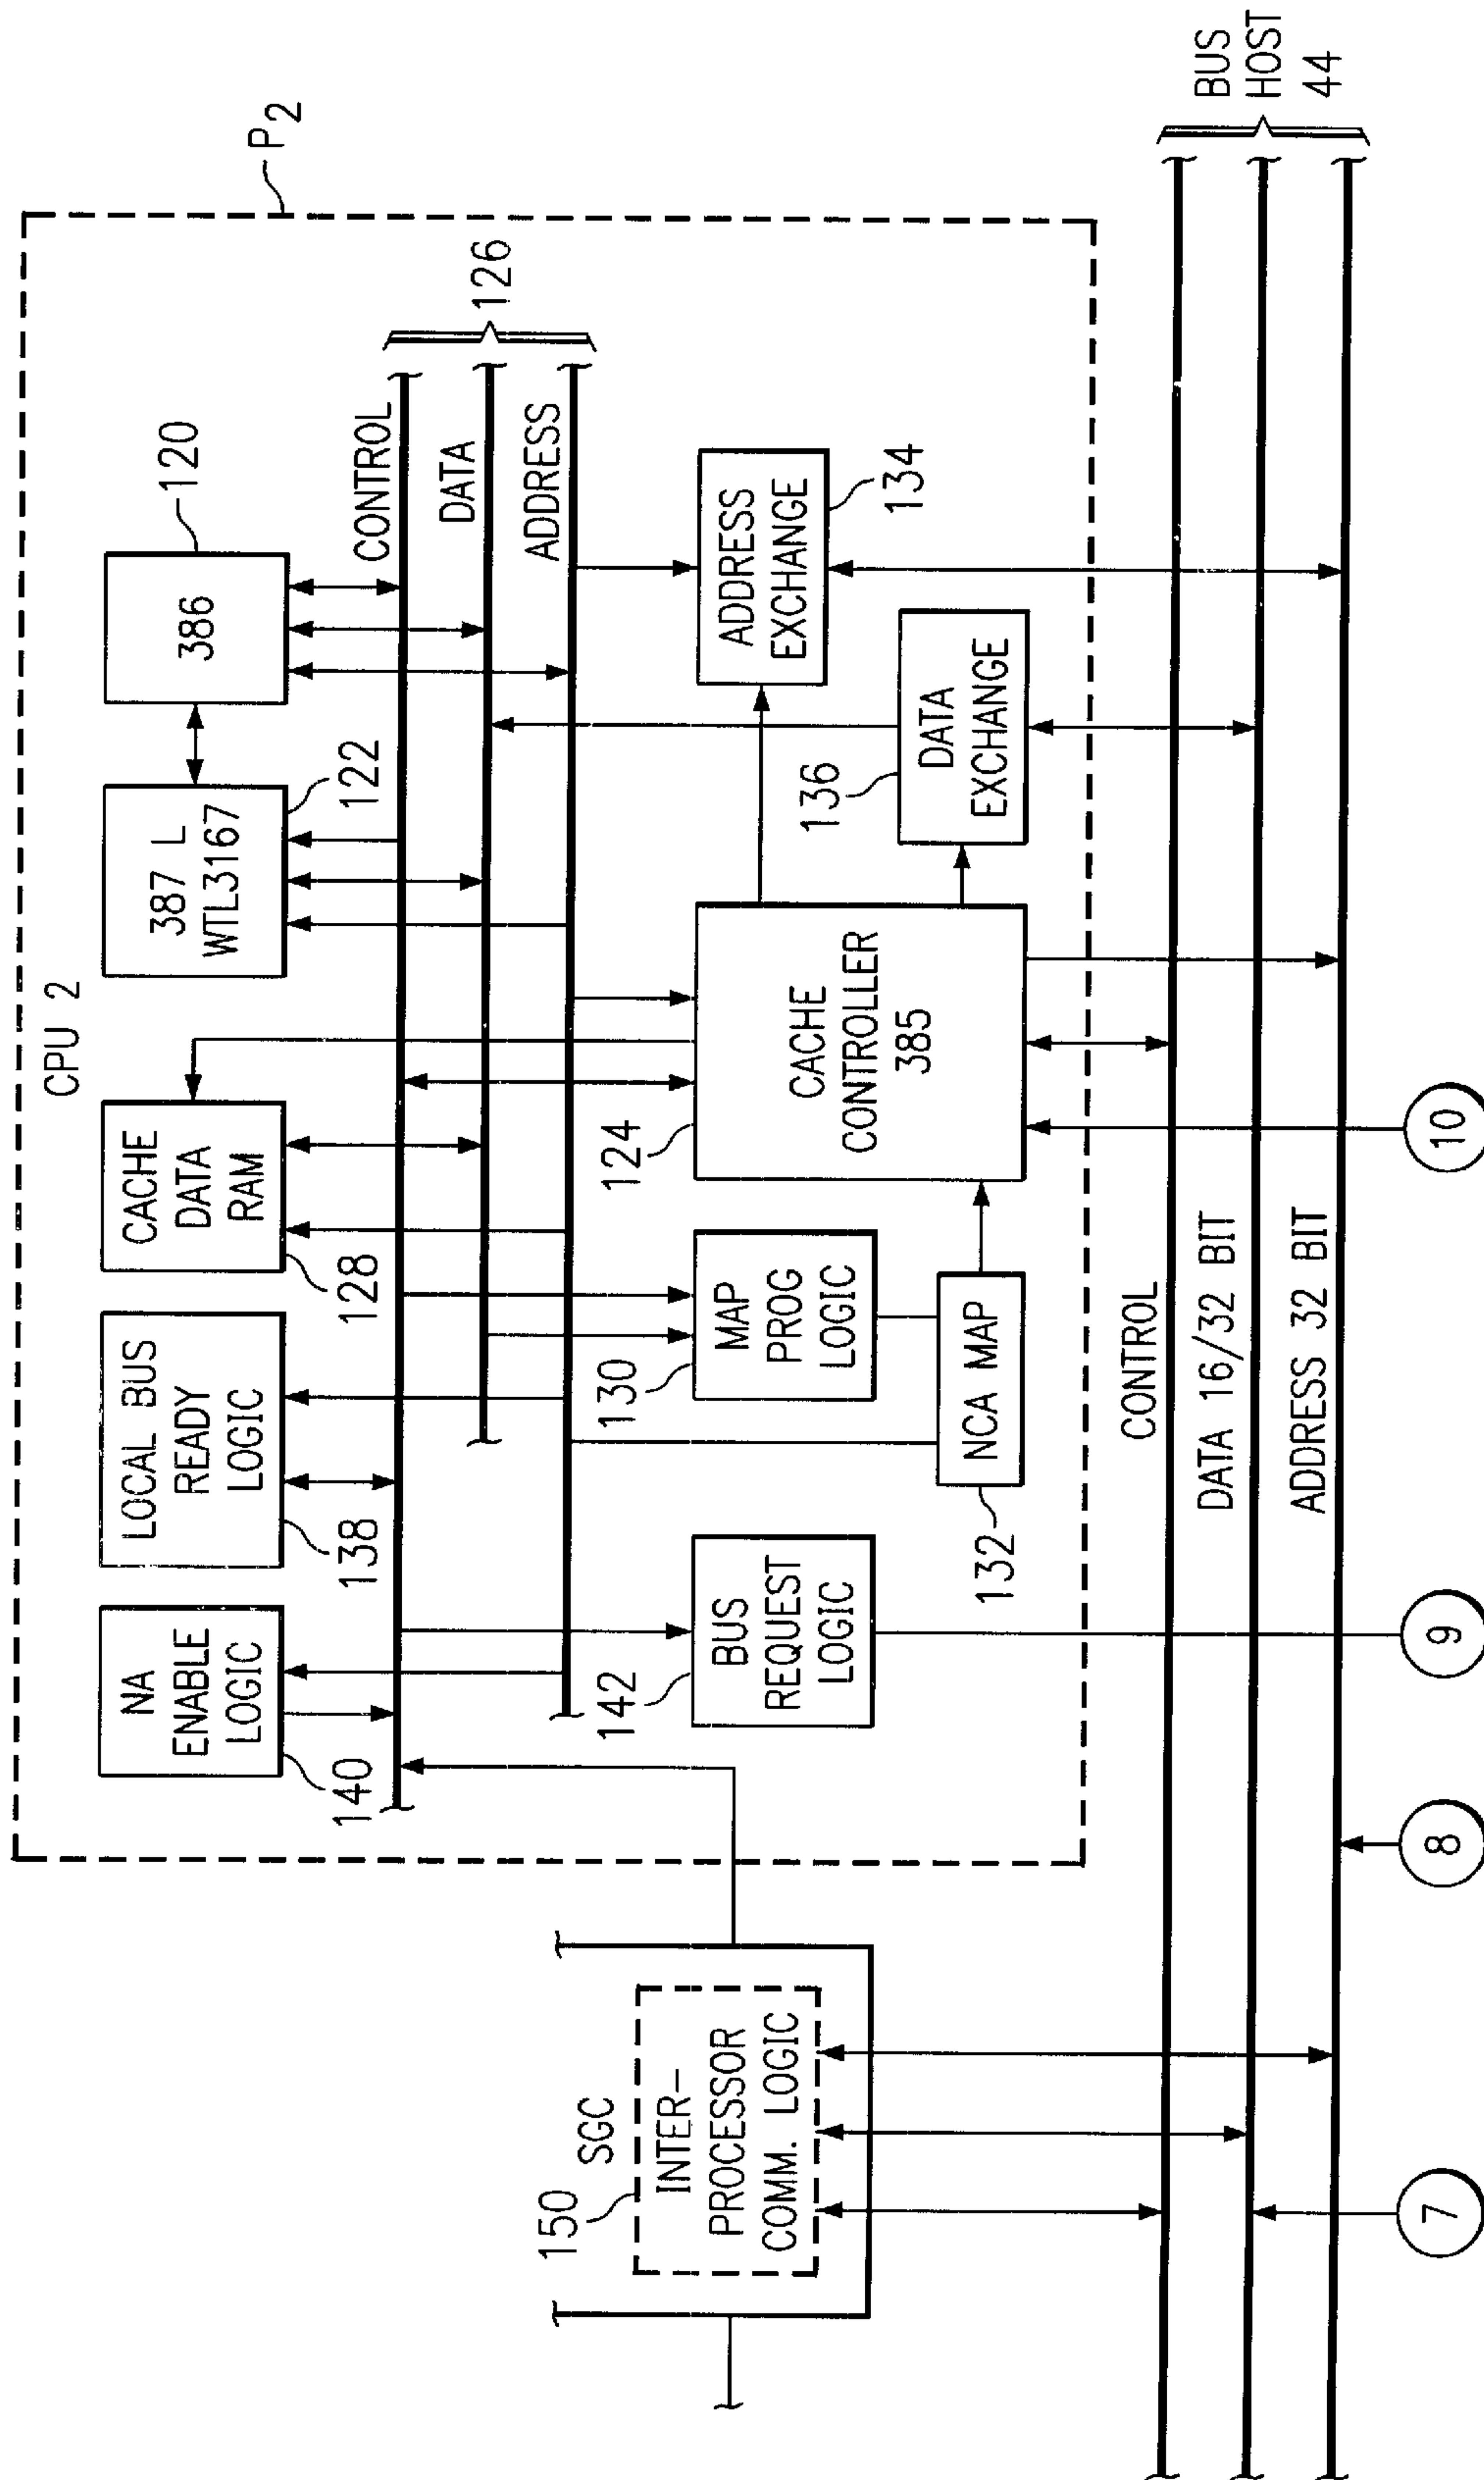 CPU 2
P2
NA
ENABLE
LOGIC
140
LOCAL BUS
READY
LOGIC
138
CACHE
DATA
RAM
128
387 L
WTL3167
122
386
120
CONTROL
DATA
ADDRESS
126
142
BUS
REQUEST
LOGIC
130
MAP
PROG
LOGIC
132
NCA MAP
124
CACHE
CONTROLLER
385
136
DATA
EXCHANGE
ADDRESS
EXCHANGE
134
150
SGC
INTER–
PROCESSOR
COMM. LOGIC
CONTROL
DATA 16/32 BIT
ADDRESS 32 BIT
BUS
HOST
44
7
8
9
10